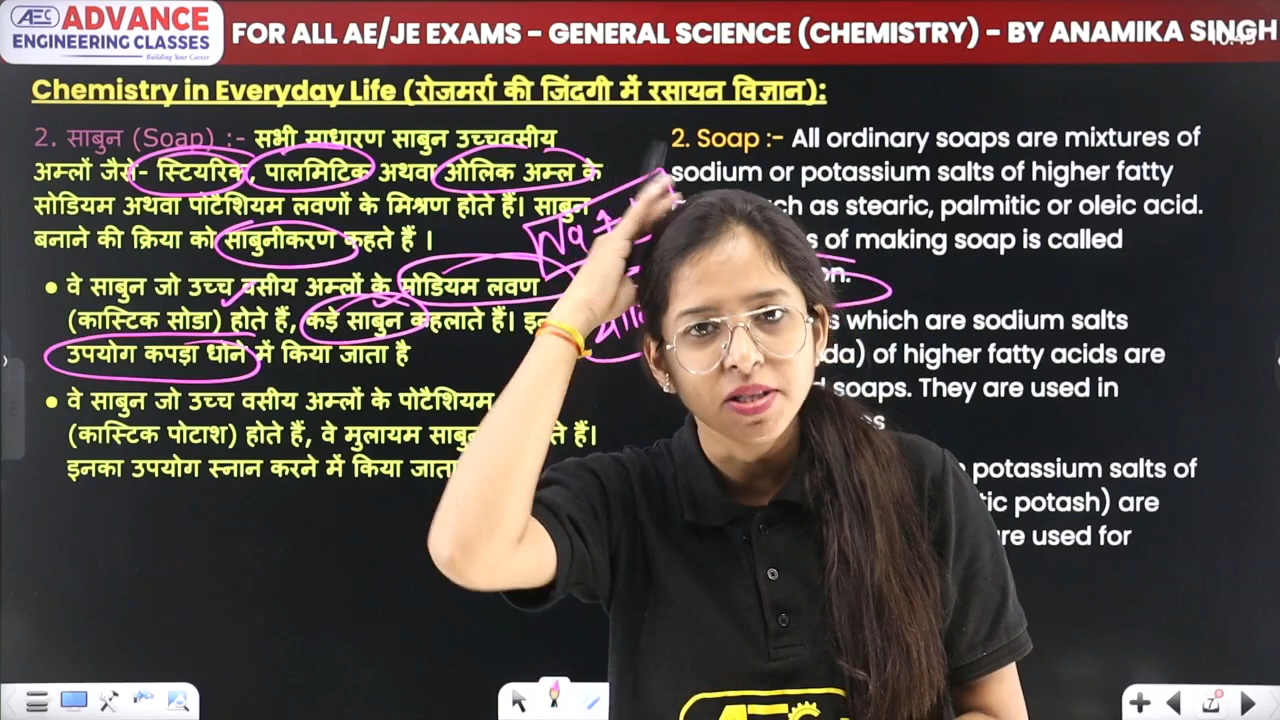 AEC ADVANCE
ENGINEERING CLASSES
Building Your Career
FOR ALL AE/JE EXAMS - GENERAL SCIENCE (CHEMISTRY) - BY ANAMIKA SINGH
Chemistry in Everyday Life (रोजमर्रा की जिंदगी में रसायन विज्ञान):
2. साबुन (Soap) :- सभी साधारण साबुन उच्चवसीय
अम्लों जैसे- स्टियरिक, पालमिटिक अथवा ओलिक अम्ल के
सोडियम अथवा पोटैशियम लवणों के मिश्रण होते हैं। साबुन
बनाने की क्रिया को साबुनीकरण कहते हैं ।
• वे साबुन जो उच्च वसीय अम्लों के सोडियम लवण
(कास्टिक सोडा) होते हैं, कड़े साबुन कहलाते हैं।
उपयोग कपड़ा धोने में किया जाता है
• वे साबुन जो उच्च वसीय अम्लों के पोटैशियम
(कास्टिक पोटाश) होते हैं, वे मुलायम हैं।
इनका उपयोग स्नान करने में किया जाता
Na
2. Soap :- All ordinary soaps are mixtures of
sodium or potassium salts of higher fatty
as stearic, palmitic or oleic acid.
of making soap is called
which are sodium salts
of higher fatty acids are
soaps. They are used in
potassium salts of
potash) are
used for
AEC